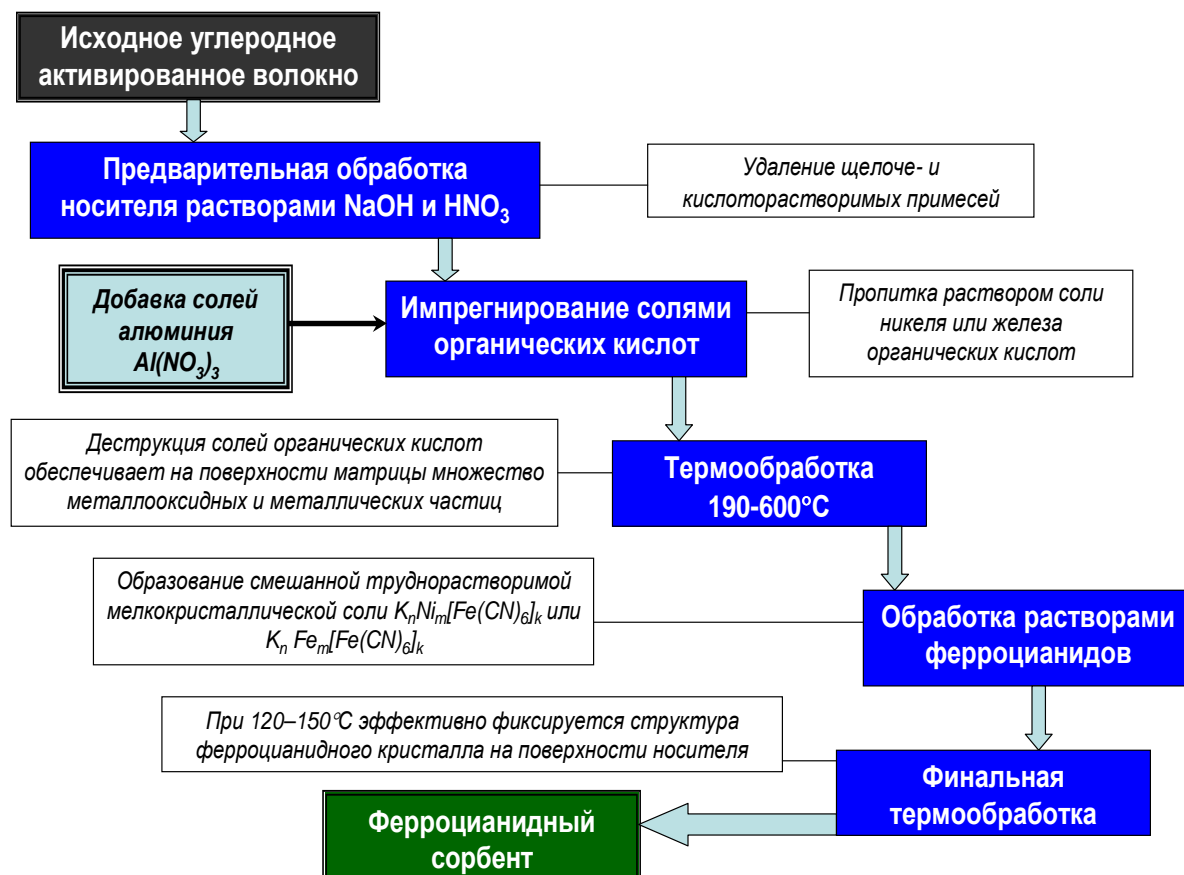 Исходное углеродное
активированное волокно
Предварительная обработка
носителя растворами NaOH и HNO₃
Удаление щелоче- и
кислоторастворимых примесей
Добавка солей
алюминия
Al(NO₃)₃
Импрегнирование солями
органических кислот
Пропитка раствором соли
никеля или железа
органических кислот
Деструкция солей органических кислот
обеспечивает на поверхности матрицы множество
металлооксидных и металлических частиц
Термообработка
190-600°С
Образование смешанной труднорастворимой
мелкокристаллической соли KₙNiₘ[Fe(CN)₆]ₖ или
Kₙ Feₘ[Fe(CN)₆]ₖ
Обработка растворами
ферроцианидов
При 120–150°С эффективно фиксируется структура
ферроцианидного кристалла на поверхности носителя
Финальная
термообработка
Ферроцианидный
сорбент